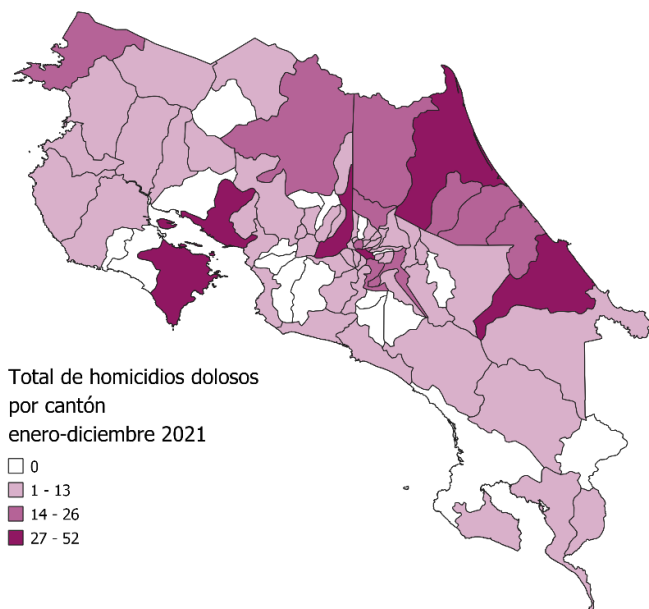 Total de homicidios dolosos
por cantón
enero-diciembre 2021
0
1 - 13
14 - 26
27 - 52